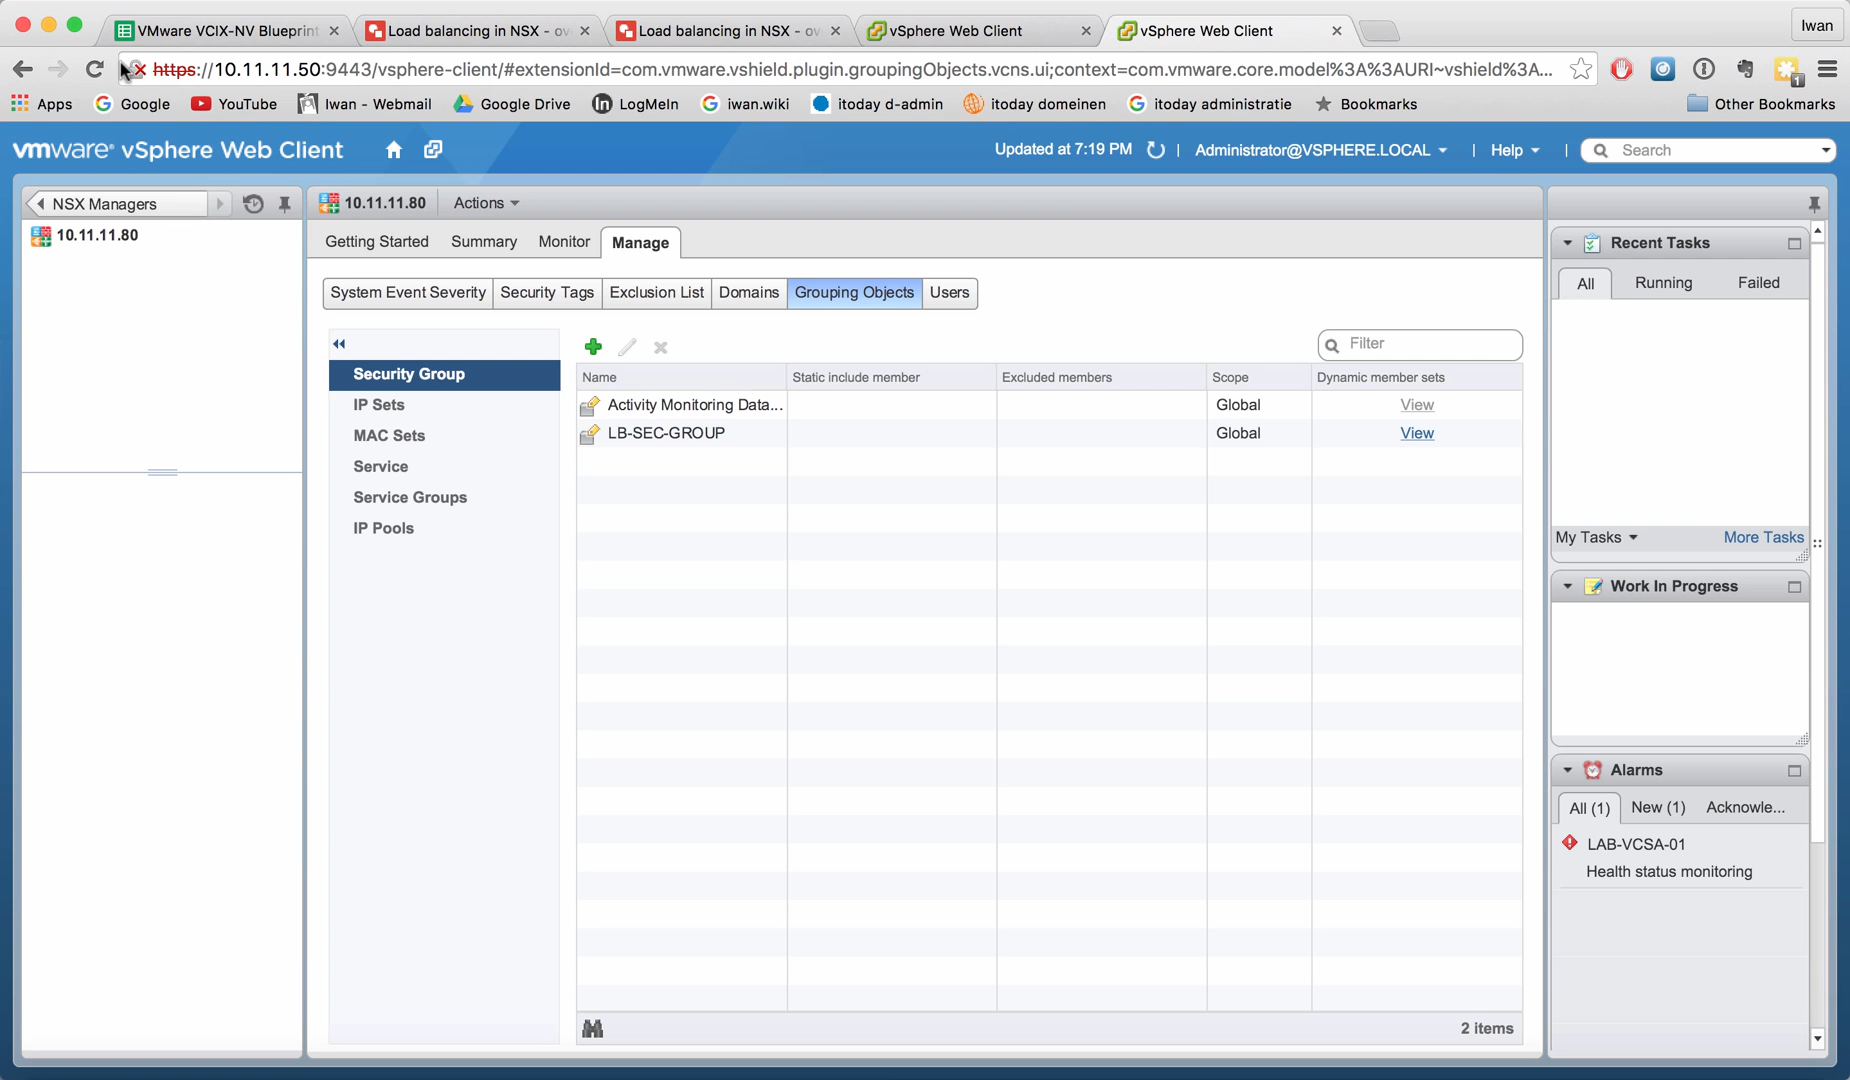 VMware VCIX-NV Blueprint
Load balancing in NSX - ov
Load balancing in NSX - ov
vSphere Web Client
vSphere Web Client
Iwan
https://10.11.11.50:9443/vsphere-client/#extensionId=com.vmware.vshield.plugin.groupingObjects.vcns.ui;context=com.vmware.core.model%3A%3AURI~vshield%3A...
Apps
Google
YouTube
Iwan - Webmail
Google Drive
LogMeIn
iwan.wiki
itoday d-admin
itoday domeinen
itoday administratie
Bookmarks
Other Bookmarks
vmware vSphere Web Client
Updated at 7:19 PM
Administrator@VSPHERE.LOCAL
Help
Search
NSX Managers
10.11.11.80
10.11.11.80
Actions
Getting Started
Summary
Monitor
Manage
System Event Severity
Security Tags
Exclusion List
Domains
Grouping Objects
Users
Security Group
IP Sets
MAC Sets
Service
Service Groups
IP Pools
Filter
Name
Static include member
Excluded members
Scope
Dynamic member sets
Activity Monitoring Data...
Global
View
LB-SEC-GROUP
Global
View
2 items
Recent Tasks
All
Running
Failed
My Tasks
More Tasks
Work In Progress
Alarms
All (1)
New (1)
Acknowle...
LAB-VCSA-01
Health status monitoring